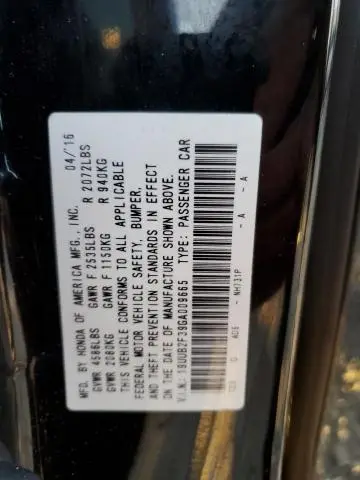 MFD. BY HONDA OF AMERICA MFG., INC. 04/16
GVWR 4586LBS GAWR F 2535LBS R 2072LBS
GVWR 2080KG GAWR F 1150KG R 940KG
THIS VEHICLE CONFORMS TO ALL APPLICABLE
FEDERAL MOTOR VEHICLE SAFETY, BUMPER,
AND THEFT PREVENTION STANDARDS IN EFFECT
ON THE DATE OF MANUFACTURE SHOWN ABOVE.
V.I.N.: 19UUB2F39GA009665 TYPE: PASSENGER CAR
NH731P A - A